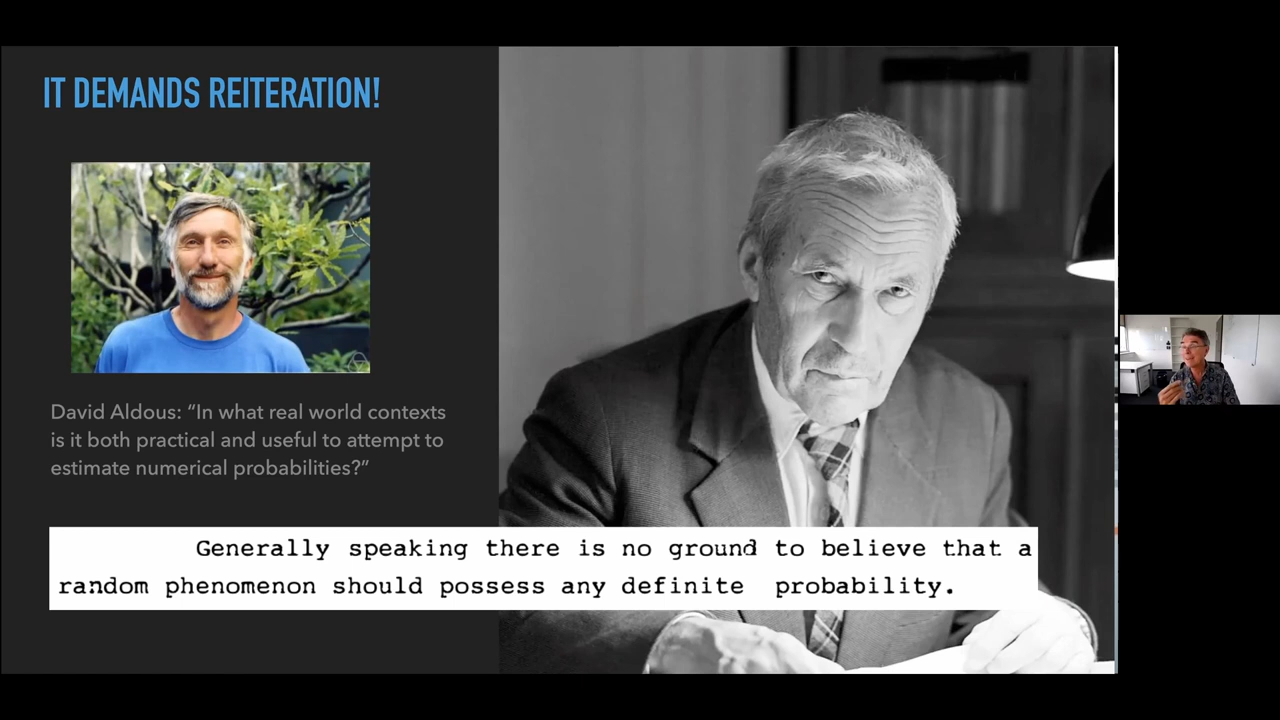 IT DEMANDS REITERATION!
David Aldous: “In what real world contexts
is it both practical and useful to attempt to
estimate numerical probabilities?”
Generally speaking there is no ground to believe that a
random phenomenon should possess any definite probability.